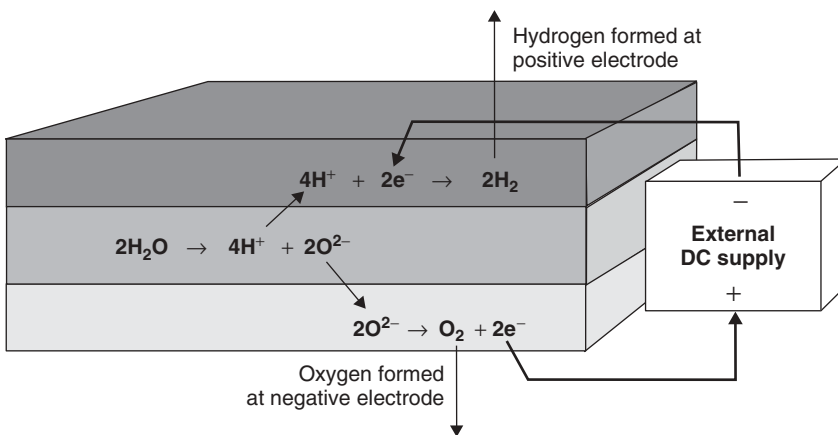 Hydrogen formed at
positive electrode
4H⁺ + 2e⁻ → 2H₂
2H₂O → 4H⁺ + 2O²⁻
2O²⁻ → O₂ + 2e⁻
Oxygen formed
at negative electrode
−
External
DC supply
+